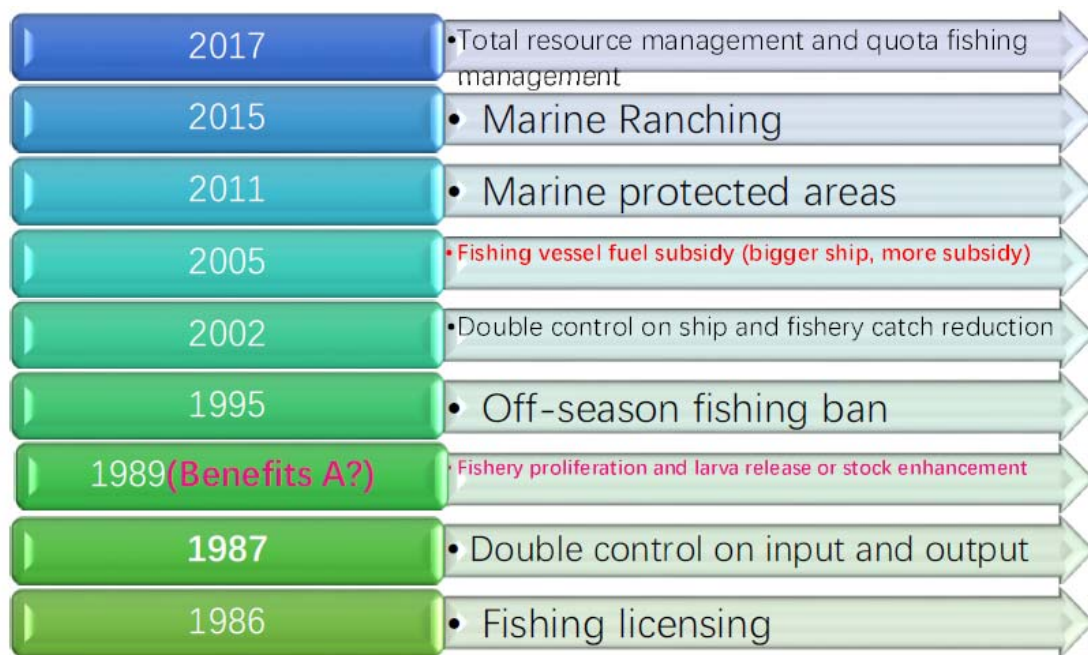 2017
•Total resource management and quota fishing
management
2015
• Marine Ranching
2011
• Marine protected areas
2005
• Fishing vessel fuel subsidy (bigger ship, more subsidy)
2002
•Double control on ship and fishery catch reduction
1995
• Off-season fishing ban
1989(Benefits A?)
• Fishery proliferation and larva release or stock enhancement
1987
• Double control on input and output
1986
• Fishing licensing